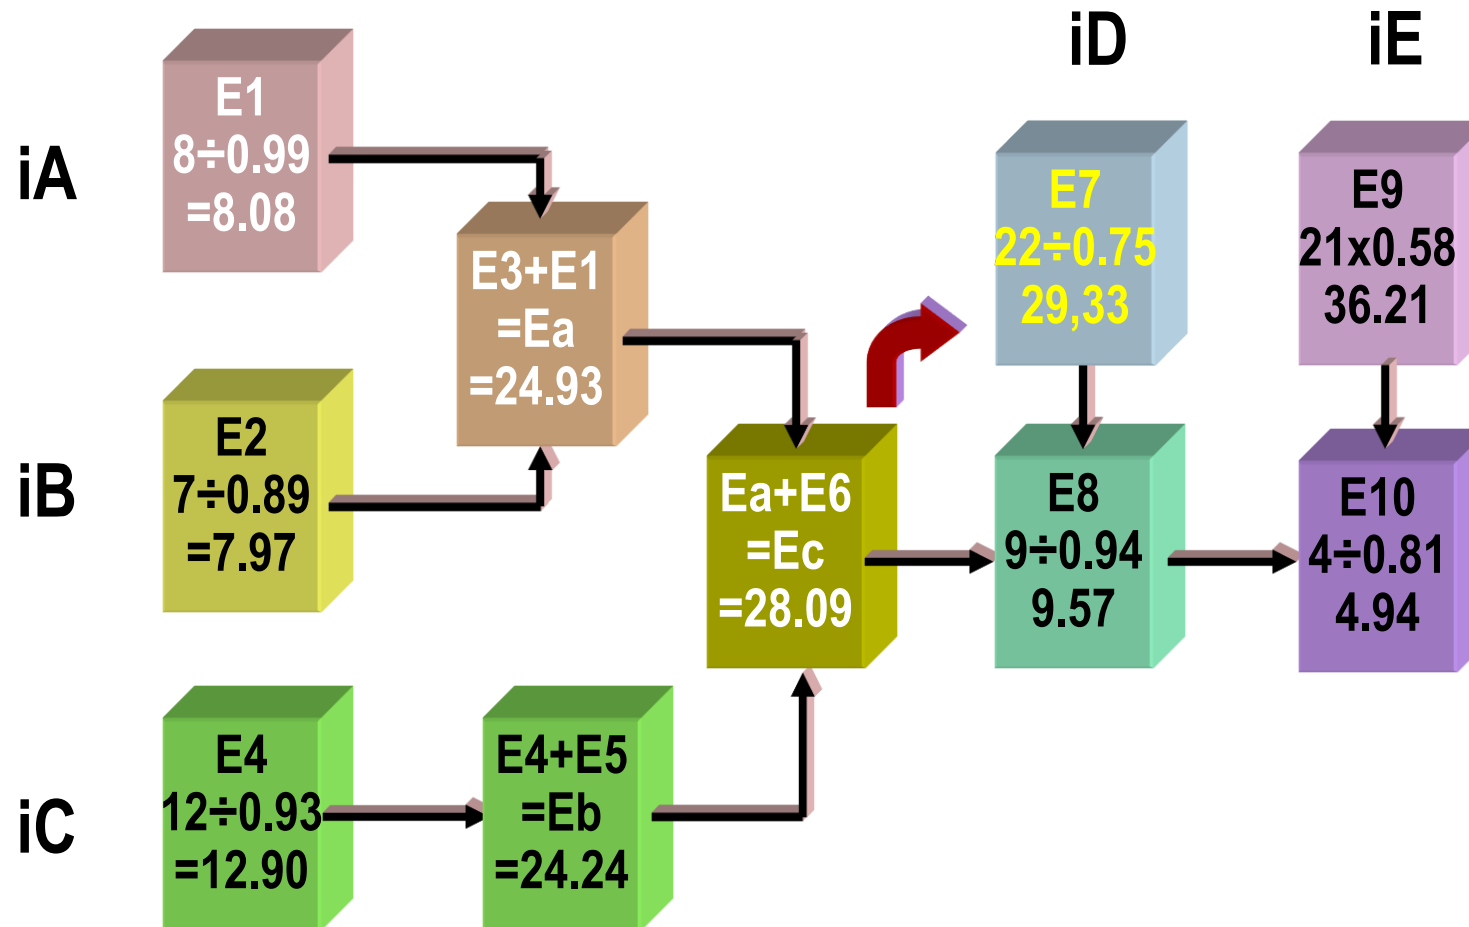 iD
iE
iA
E1
8÷0.99
=8.08
E3+E1
=Ea
=24.93
E7
22÷0.75
29,33
E9
21x0.58
36.21
iB
E2
7÷0.89
=7.97
Ea+E6
=Ec
=28.09
E8
9÷0.94
9.57
E10
4÷0.81
4.94
iC
E4
12÷0.93
=12.90
E4+E5
=Eb
=24.24